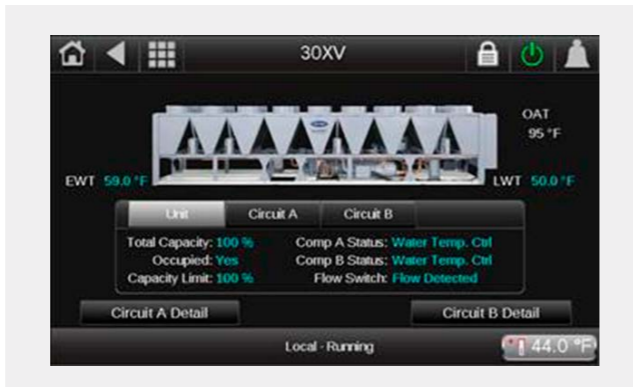 30XV
OAT
95 °F
EWT 59.0 °F
LWT 50.0 °F
Unit Circuit A Circuit B
Total Capacity: 100 % Comp A Status: Water Temp. Ctrl
Occupied: Yes Comp B Status: Water Temp. Ctrl
Capacity Limit: 100 % Flow Switch: Flow Detected
Circuit A Detail Circuit B Detail
Local - Running 44.0 °F